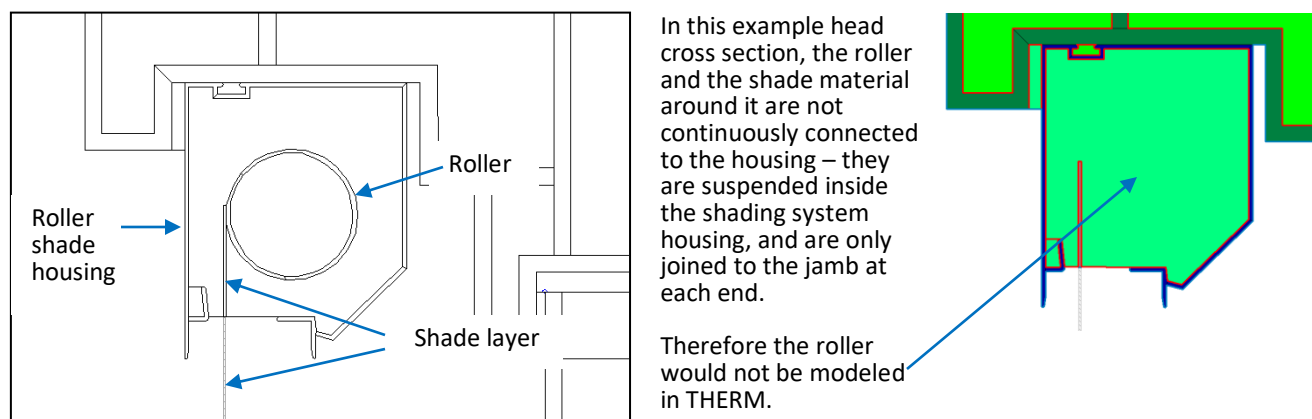 Roller
Roller
shade
housing
Shade layer
In this example head
cross section, the roller
and the shade material
around it are not
continuously connected
to the housing – they
are suspended inside
the shading system
housing, and are only
joined to the jamb at
each end.
Therefore the roller
would not be modeled
in THERM.